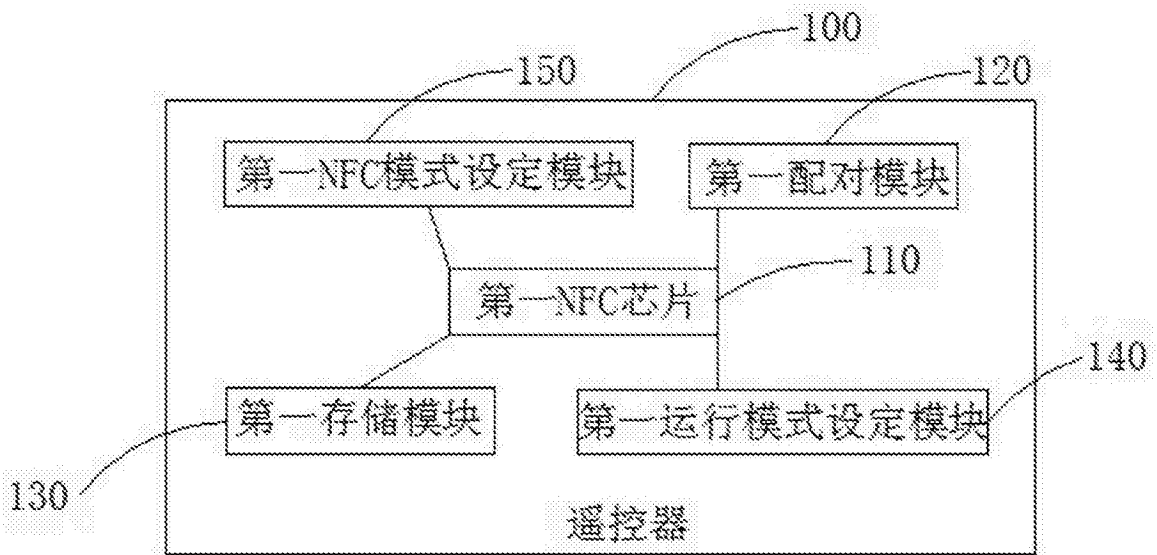 100
150
120
第一NFC模式设定模块
第一配对模块
110
第一NFC芯片
140
第一存储模块
第一运行模式设定模块
130
遥控器